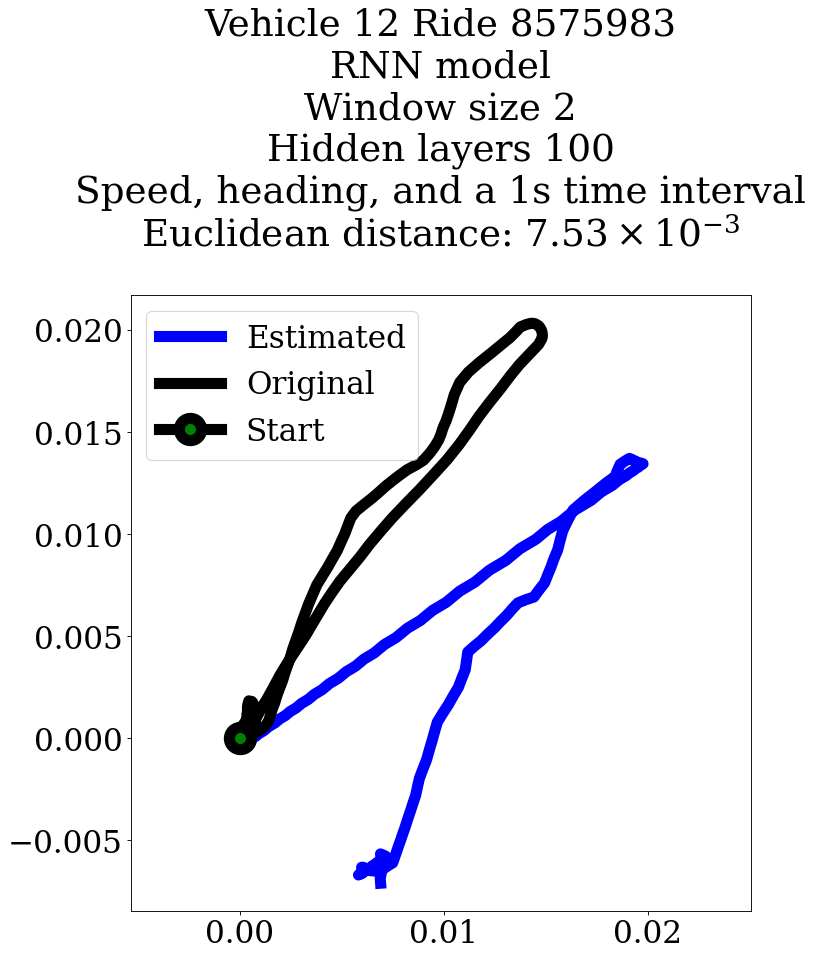 Vehicle 12 Ride 8575983
RNN model
Window size 2
Hidden layers 100
Speed, heading, and a 1s time interval
Euclidean distance: 7.53 × 10⁻³
Estimated
Original
Start
0.020
0.015
0.010
0.005
0.000
−0.005
0.00 0.01 0.02